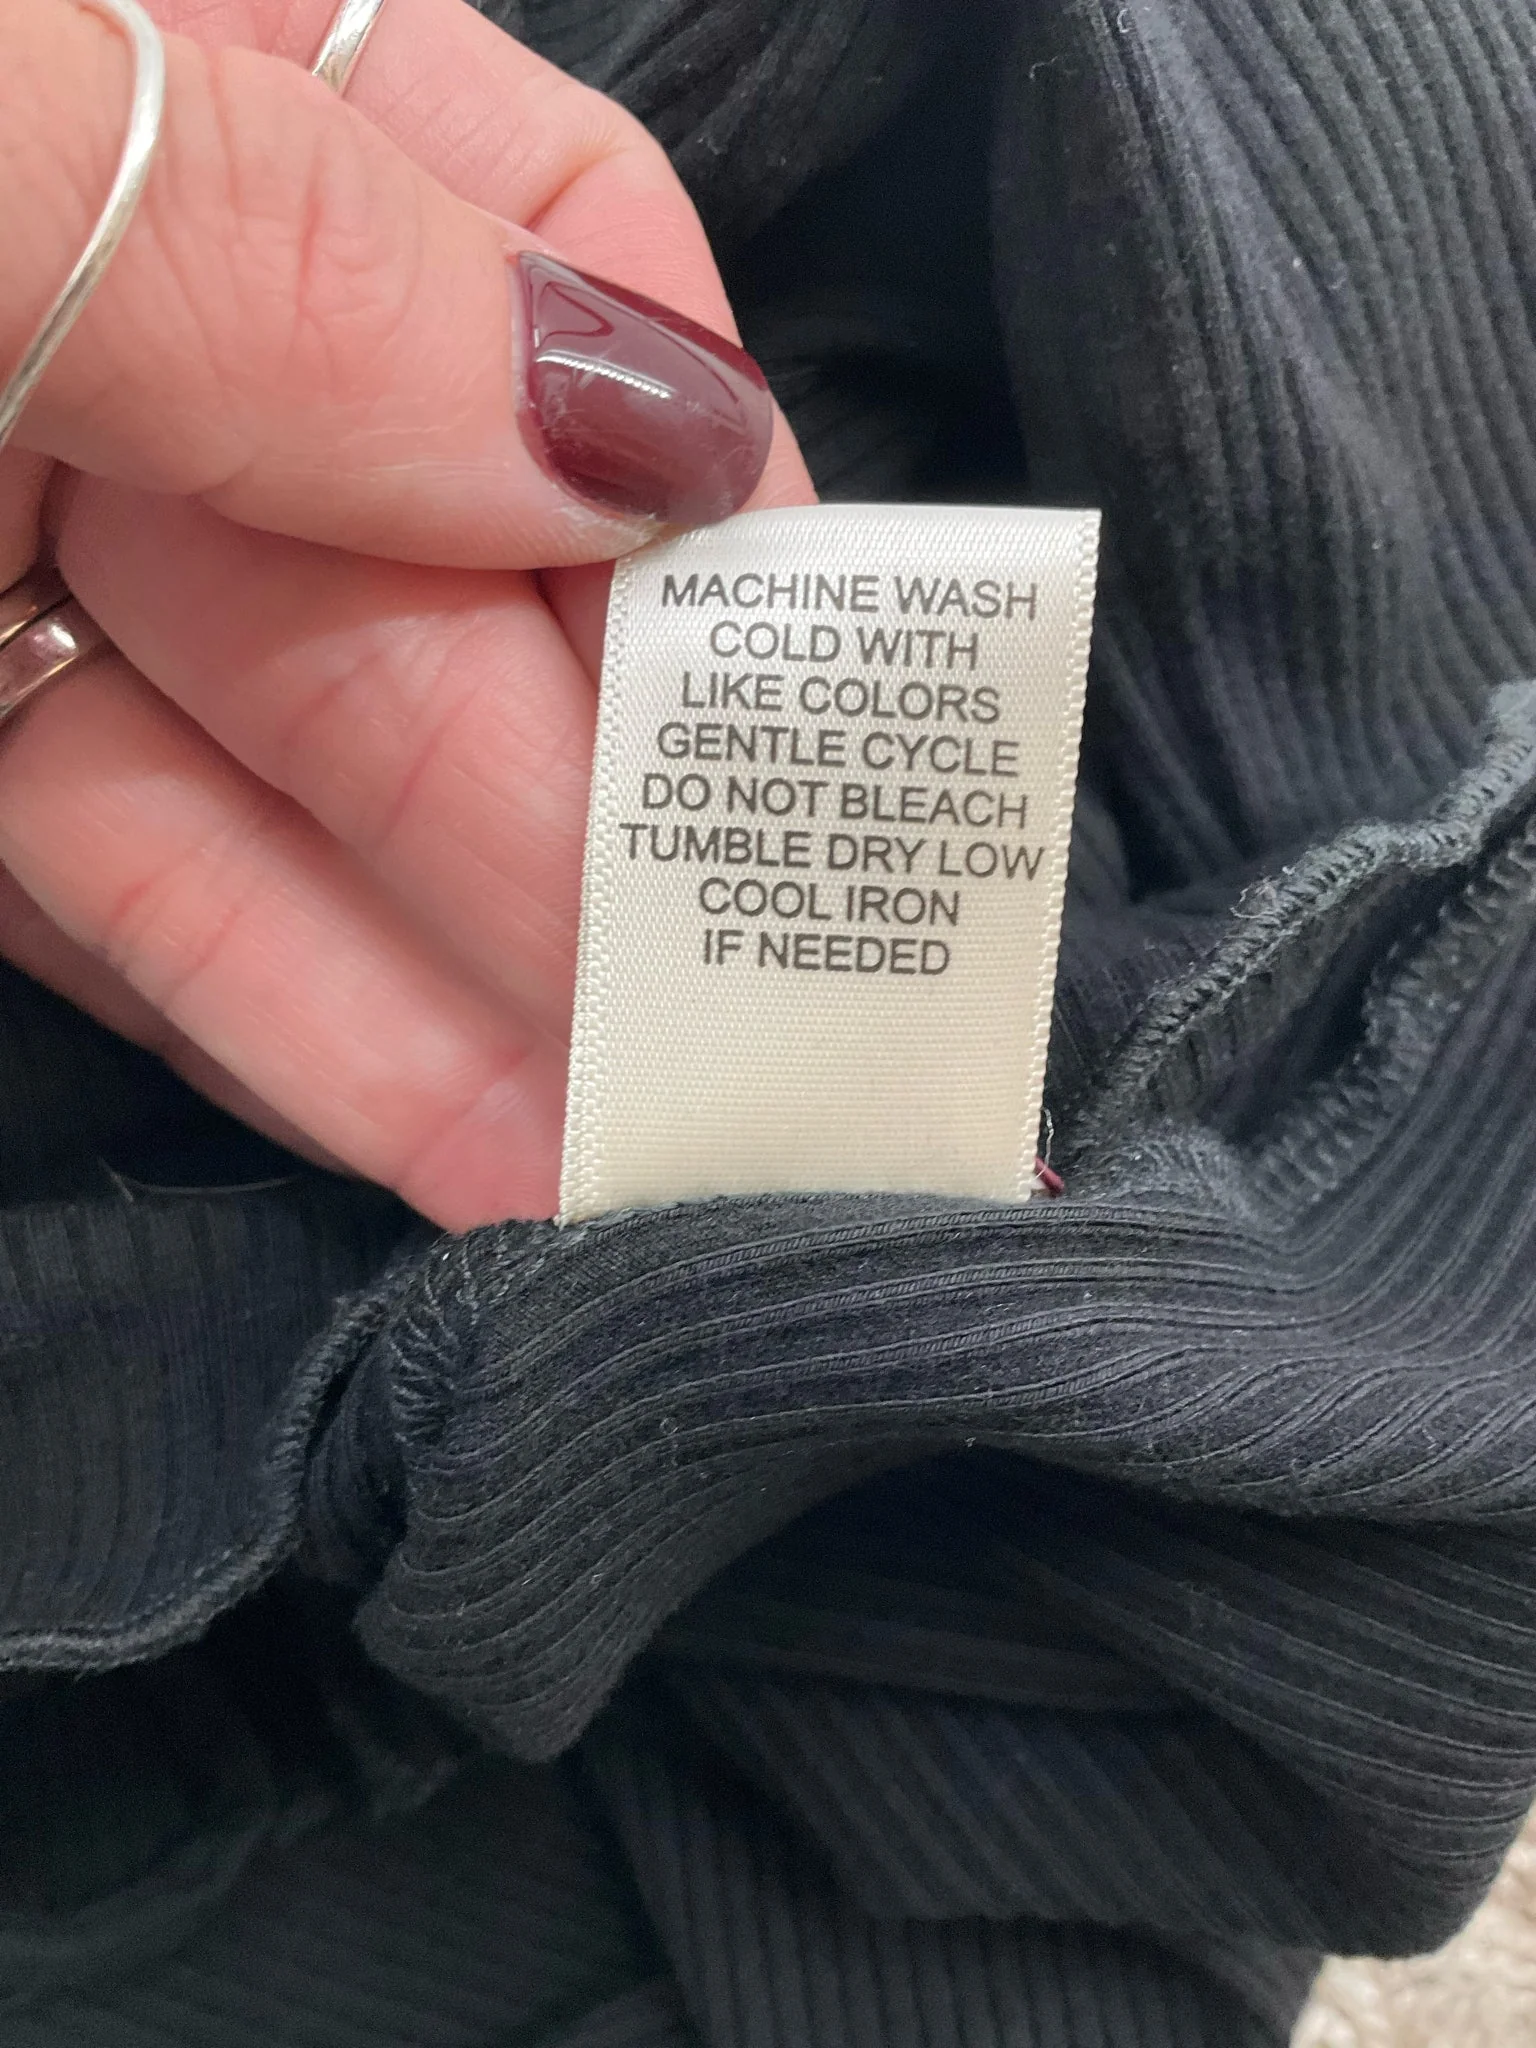 MACHINE WASH
COLD WITH
LIKE COLORS
GENTLE CYCLE
DO NOT BLEACH
TUMBLE DRY LOW
COOL IRON
IF NEEDED